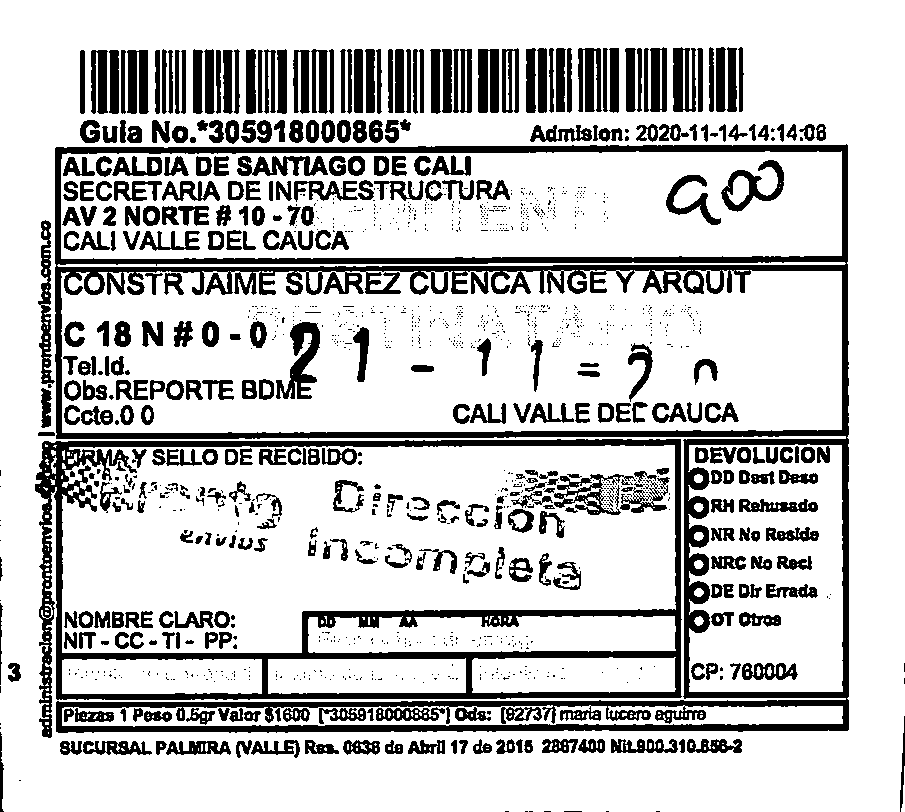 Guia No.*305918000865*
Admision: 2020-11-14-14:14:06
ALCALDIA DE SANTIAGO DE CALI
SECRETARIA DE INFRAESTRUCTURA
AV 2 NORTE # 10 - 70
CALI VALLE DEL CAUCA
REMITENTE
900
CONSTR JAIME SUAREZ CUENCA INGE Y ARQUIT
DESTINATARIO
C 18 N # 0 - 0
21 - 11 = 20
Tel.Id.
Obs.REPORTE BDME
Ccte.0 0
CALI VALLE DEL CAUCA
www.prontoenvios.com.co
administracion@prontoenvios.com.co
FIRMA Y SELLO DE RECIBIDO:
Pronto
envios
Direccion
Incompleta
NOMBRE CLARO:
NIT - CC - TI - PP:
DD MM AA HORA
DEVOLUCION
DD Dest Desc
RH Rehusado
NR No Reside
NRC No Recl
DE Dir Errada
OT Otros
CP: 760004
3
Piezas 1 Peso 0.5gr Valor $1600 [*305918000865*] Ods: [92737] maria lucero aguirre
SUCURSAL PALMIRA (VALLE) Res. 0636 de Abril 17 de 2015 2867400 Nit.900.310.856-2